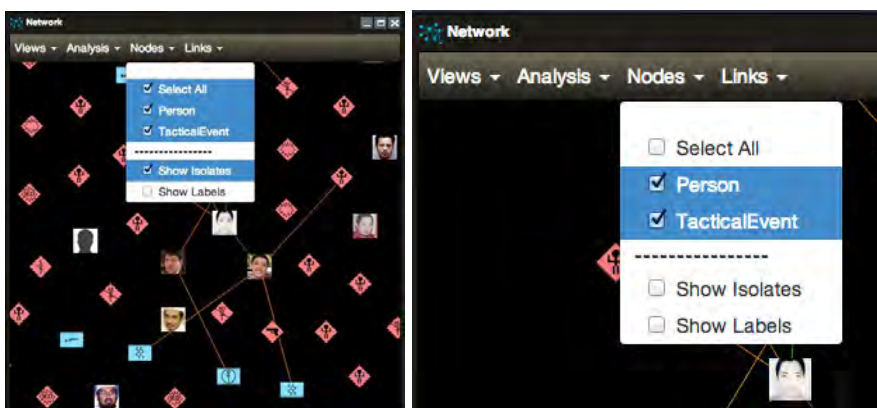 Network
Views Analysis Nodes Links
Select All
Person
TacticalEvent
----------------
Show Isolates
Show Labels
Network
Views Analysis Nodes Links
Select All
Person
TacticalEvent
----------------
Show Isolates
Show Labels